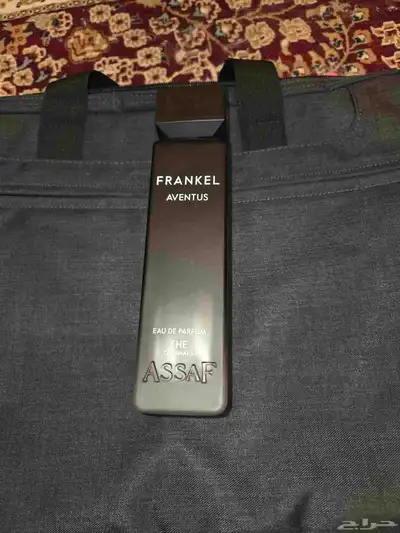 FRANKEL
AVENTUS
EAU DE PARFUM
THE
ASSAF
حراج